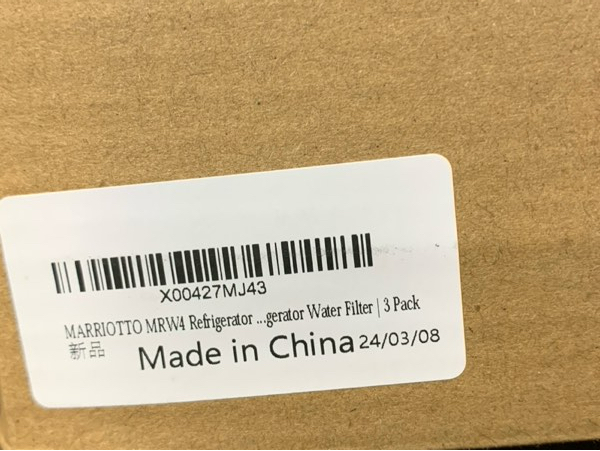 X00427MJ43
MARRIOTTO MRW4 Refrigerator ...gerator Water Filter | 3 Pack
新品
Made in China 24/03/08